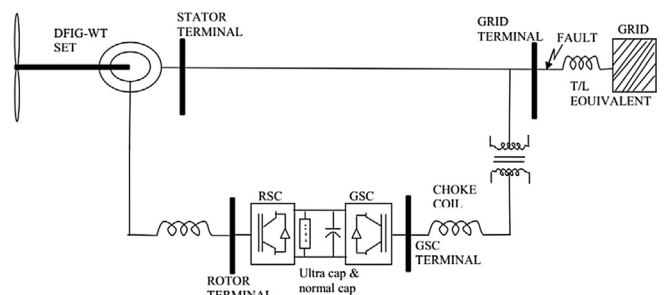 DFIG-WT
SET
STATOR
TERMINAL
GRID
TERMINAL
FAULT
GRID
T/L
EQUIVALENT
RSC
GSC
CHOKE
COIL
GSC
TERMINAL
ROTOR
TERMINAL
Ultra cap &
normal cap